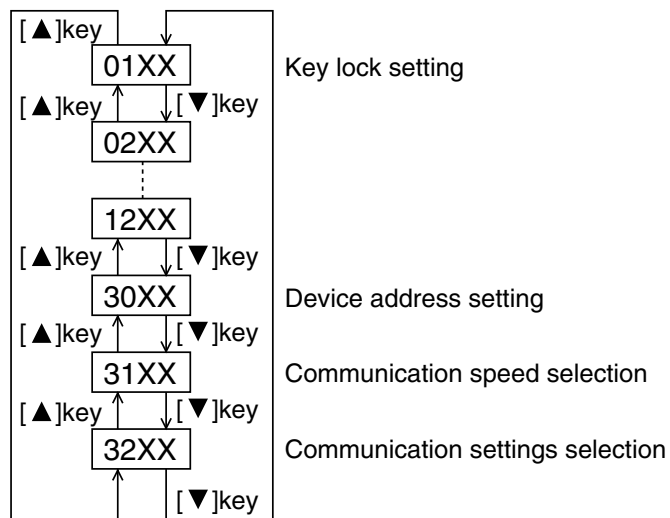 [ ▲ ]key
01XX Key lock setting
[ ▲ ]key [ ▼ ]key
02XX
12XX
[ ▲ ]key [ ▼ ]key
30XX Device address setting
[ ▲ ]key [ ▼ ]key
31XX Communication speed selection
[ ▲ ]key [ ▼ ]key
32XX Communication settings selection
[ ▼ ]key